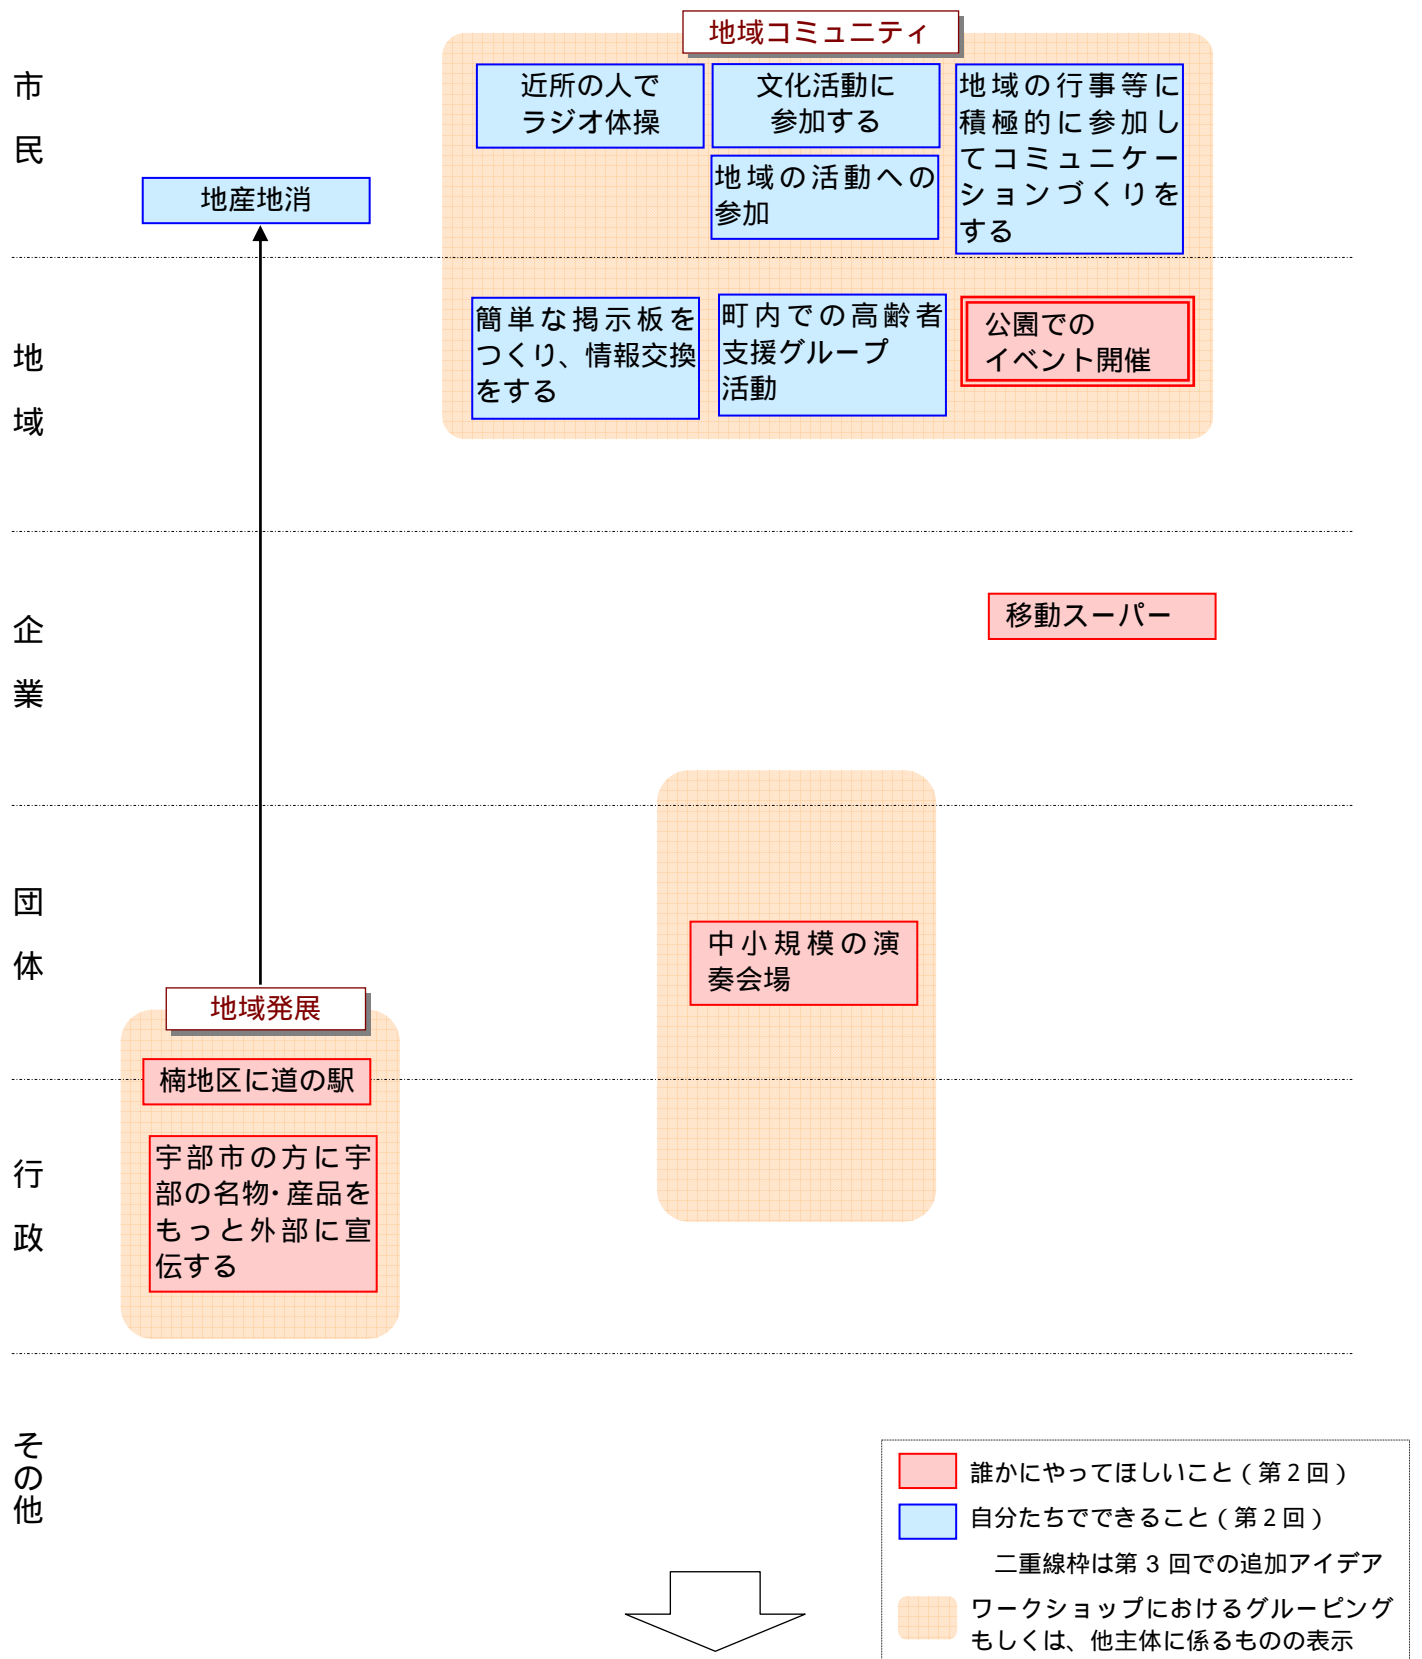 地域コミュニティ
市民
近所の人で
ラジオ体操
文化活動に
参加する
地域の行事等に
積極的に参加し
てコミュニケー
ションづくりを
する
地域の活動への
参加
地産地消
地域
簡単な掲示板を
つくり、情報交換
をする
町内での高齢者
支援グループ
活動
公園での
イベント開催
企業
移動スーパー
団体
中小規模の演
奏会場
地域発展
楠地区に道の駅
行政
宇部市の方に宇
部の名物・産品を
もっと外部に宣
伝する
その他
誰かにやってほしいこと(第2回)
自分たちでできること(第2回)
二重線枠は第3回での追加アイデア
ワークショップにおけるグルーピング
もしくは、他主体に係るものの表示